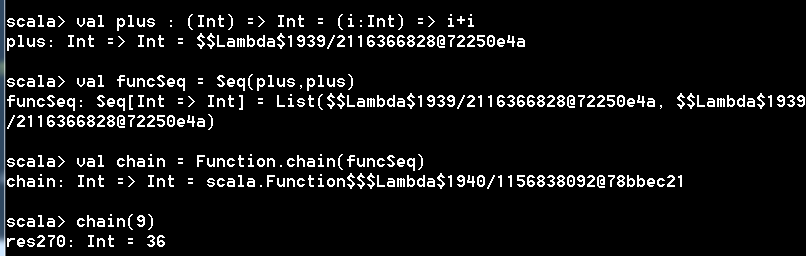 scala> val plus : (Int) => Int = (i:Int) => i+i
plus: Int => Int = $$Lambda$1939/2116366828@72250e4a
scala> val funcSeq = Seq(plus,plus)
funcSeq: Seq[Int => Int] = List($$Lambda$1939/2116366828@72250e4a, $$Lambda$1939
/2116366828@72250e4a)
scala> val chain = Function.chain(funcSeq)
chain: Int => Int = scala.Function$$$Lambda$1940/1156838092@78bbec21
scala> chain(9)
res270: Int = 36